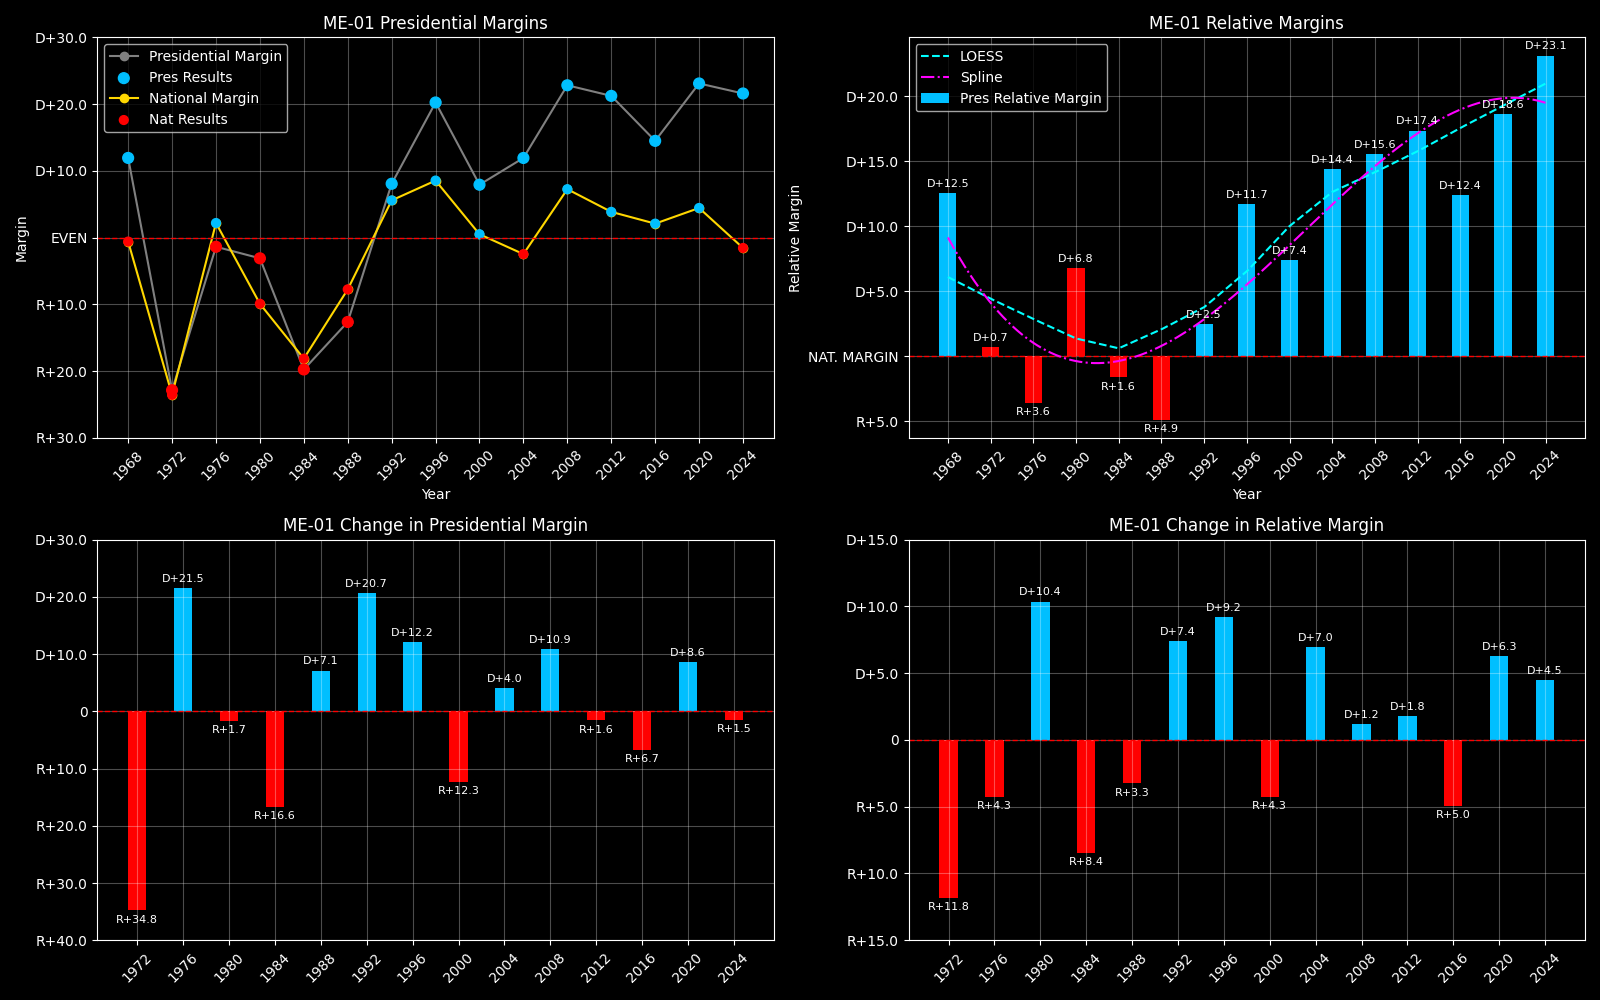 ME-01 Presidential Margins
D+30.0
D+20.0
D+10.0
EVEN
R+10.0
R+20.0
R+30.0
Margin
Presidential Margin
Pres Results
National Margin
Nat Results
1968 1972 1976 1980 1984 1988 1992 1996 2000 2004 2008 2012 2016 2020 2024
Year
ME-01 Relative Margins
D+20.0
D+15.0
D+10.0
D+5.0
NAT. MARGIN
R+5.0
Relative Margin
LOESS
Spline
Pres Relative Margin
D+12.5
D+0.7
R+3.6
D+6.8
R+1.6
R+4.9
D+2.5
D+11.7
D+7.4
D+14.4
D+15.6
D+17.4
D+12.4
D+18.6
D+23.1
1968 1972 1976 1980 1984 1988 1992 1996 2000 2004 2008 2012 2016 2020 2024
Year
ME-01 Change in Presidential Margin
D+30.0
D+20.0
D+10.0
0
R+10.0
R+20.0
R+30.0
R+40.0
R+34.8
D+21.5
R+1.7
R+16.6
D+7.1
D+20.7
D+12.2
R+12.3
D+4.0
D+10.9
R+1.6
R+6.7
D+8.6
R+1.5
1972 1976 1980 1984 1988 1992 1996 2000 2004 2008 2012 2016 2020 2024
ME-01 Change in Relative Margin
D+15.0
D+10.0
D+5.0
0
R+5.0
R+10.0
R+15.0
R+11.8
R+4.3
D+10.4
R+8.4
R+3.3
D+7.4
D+9.2
R+4.3
D+7.0
D+1.2
D+1.8
R+5.0
D+6.3
D+4.5
1972 1976 1980 1984 1988 1992 1996 2000 2004 2008 2012 2016 2020 2024